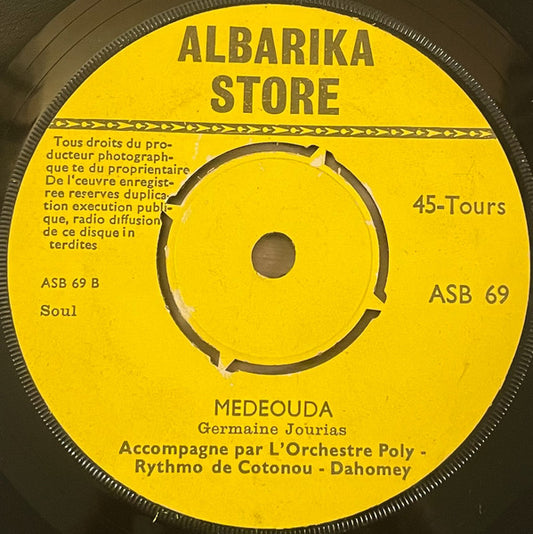 ALBARIKA
STORE
Tous droits du pro-
ducteur photograph-
que te du proprientaire
De l'œuvre enregist-
ree reserves duplica-
tion execution publi-
que, radio diffusion
de ce disque in
terdites
45-Tours
ASB 69 B
ASB 69
Soul
MEDEOUDA
Germaine Jourias
Accompagne par L'Orchestre Poly -
Rythmo de Cotonou - Dahomey